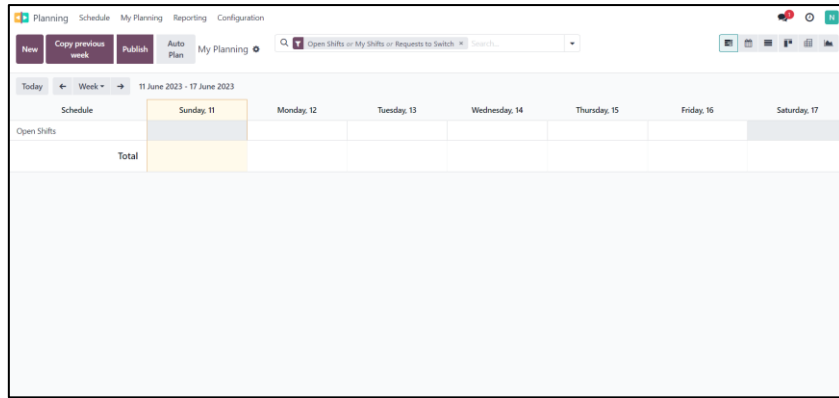 Planning Schedule My Planning Reporting Configuration 1 N
New Copy previous week Publish Auto Plan My Planning Open Shifts or My Shifts or Requests to Switch × Search...
Today ← Week → 11 June 2023 - 17 June 2023
Schedule Sunday, 11 Monday, 12 Tuesday, 13 Wednesday, 14 Thursday, 15 Friday, 16 Saturday, 17
Open Shifts
Total